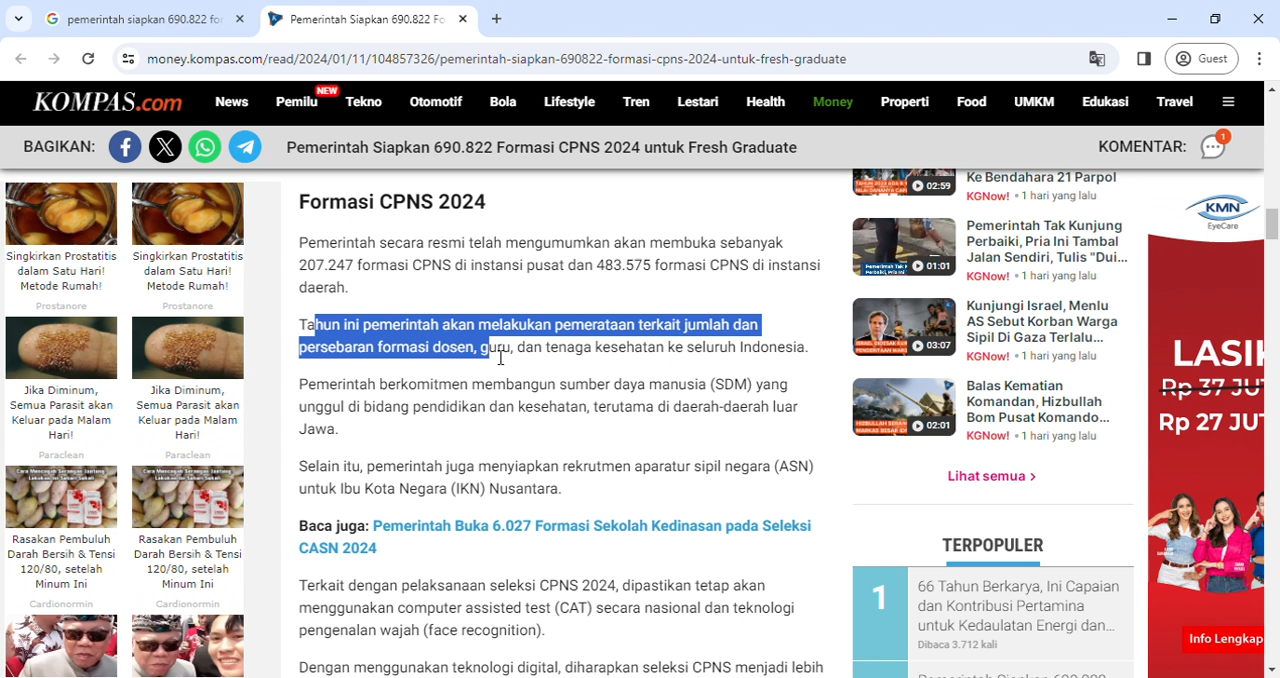 pemerintah siapkan 690.822 fo
Pemerintah Siapkan 690.822 Fo
money.kompas.com/read/2024/01/11/104857326/pemerintah-siapkan-690822-formasi-cpns-2024-untuk-fresh-graduate
Guest
KOMPAS.com
News
Pemilu
NEW
Tekno
Otomotif
Bola
Lifestyle
Tren
Lestari
Health
Money
Properti
Food
UMKM
Edukasi
Travel
BAGIKAN:
Pemerintah Siapkan 690.822 Formasi CPNS 2024 untuk Fresh Graduate
KOMENTAR:
1
Singkirkan Prostatitis
dalam Satu Hari!
Metode Rumah!
Prostanore
Singkirkan Prostatitis
dalam Satu Hari!
Metode Rumah!
Prostanore
Jika Diminum,
Semua Parasit akan
Keluar pada Malam
Hari!
Paraclean
Jika Diminum,
Semua Parasit akan
Keluar pada Malam
Hari!
Paraclean
Rasakan Pembuluh
Darah Bersih & Tensi
120/80, setelah
Minum Ini
Cardionormin
Rasakan Pembuluh
Darah Bersih & Tensi
120/80, setelah
Minum Ini
Cardionormin
Formasi CPNS 2024
Pemerintah secara resmi telah mengumumkan akan membuka sebanyak
207.247 formasi CPNS di instansi pusat dan 483.575 formasi CPNS di instansi
daerah.
Tahun ini pemerintah akan melakukan pemerataan terkait jumlah dan
persebaran formasi dosen, guru, dan tenaga kesehatan ke seluruh Indonesia.
Pemerintah berkomitmen membangun sumber daya manusia (SDM) yang
unggul di bidang pendidikan dan kesehatan, terutama di daerah-daerah luar
Jawa.
Selain itu, pemerintah juga menyiapkan rekrutmen aparatur sipil negara (ASN)
untuk Ibu Kota Negara (IKN) Nusantara.
Baca juga: Pemerintah Buka 6.027 Formasi Sekolah Kedinasan pada Seleksi
CASN 2024
Terkait dengan pelaksanaan seleksi CPNS 2024, dipastikan tetap akan
menggunakan computer assisted test (CAT) secara nasional dan teknologi
pengenalan wajah (face recognition).
Dengan menggunakan teknologi digital, diharapkan seleksi CPNS menjadi lebih
02:59
Ke Bendahara 21 Parpol
KGNow! • 1 hari yang lalu
01:01
Pemerintah Tak Kunjung
Perbaiki, Pria Ini Tambal
Jalan Sendiri, Tulis "Dui...
KGNow! • 1 hari yang lalu
03:07
Kunjungi Israel, Menlu
AS Sebut Korban Warga
Sipil Di Gaza Terlalu...
KGNow! • 1 hari yang lalu
02:01
Balas Kematian
Komandan, Hizbullah
Bom Pusat Komando...
KGNow! • 1 hari yang lalu
Lihat semua
TERPOPULER
1
66 Tahun Berkarya, Ini Capaian
dan Kontribusi Pertamina
untuk Kedaulatan Energi dan...
Dibaca 3.712 kali
KMN
EyeCare
LASI
Rp 37 JUT
Rp 27 JUT
Info Lengkap